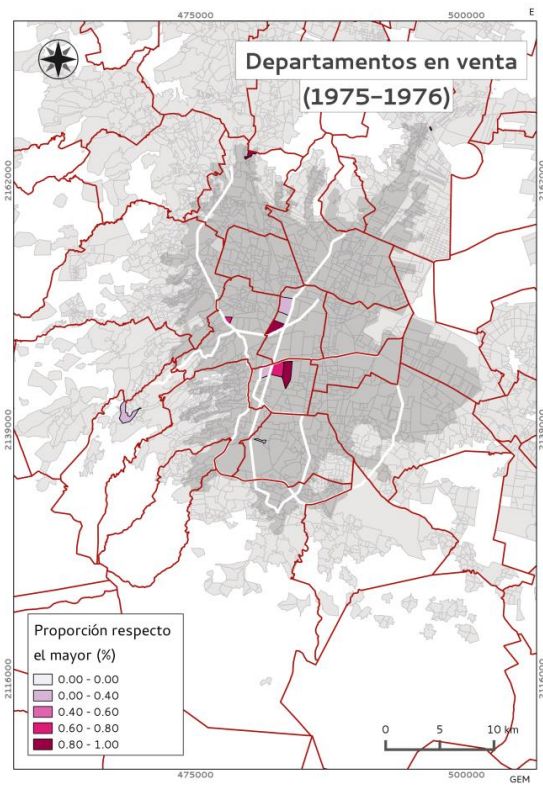 475000
500000
E
Departamentos en venta
(1975-1976)
2162000
2162000
2139000
2139000
Proporción respecto
el mayor (%)
0.00 - 0.00
0.00 - 0.40
0.40 - 0.60
0.60 - 0.80
0.80 - 1.00
2116000
2116000
0 5 10 km
475000
500000
GEM